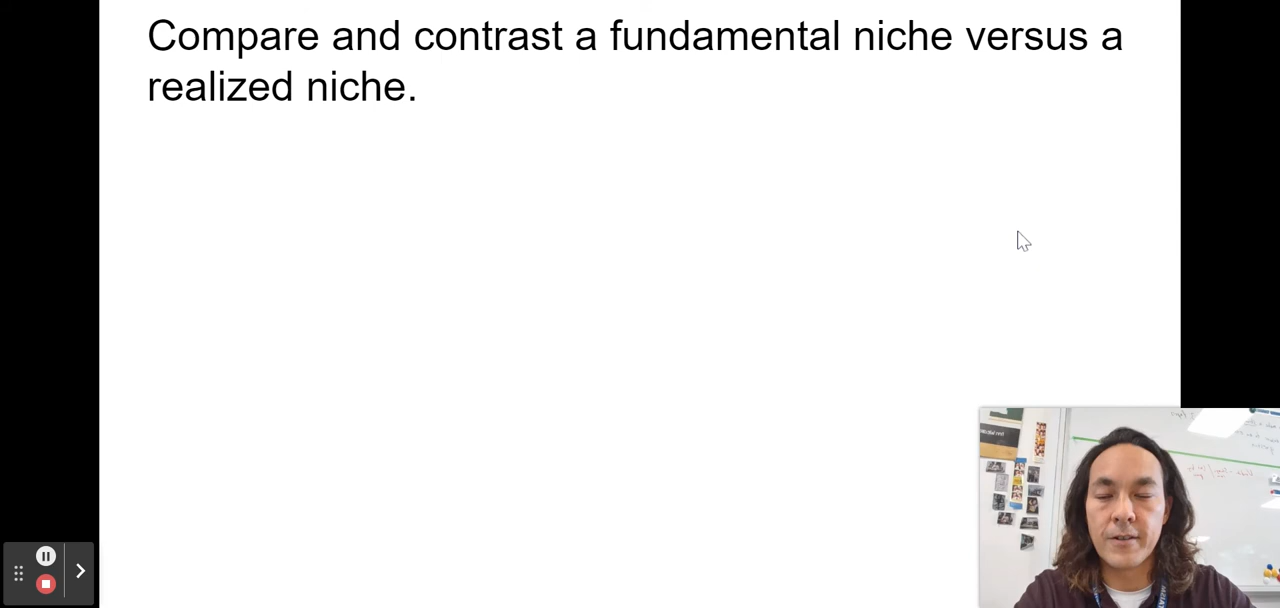 Compare and contrast a fundamental niche versus a
realized niche.